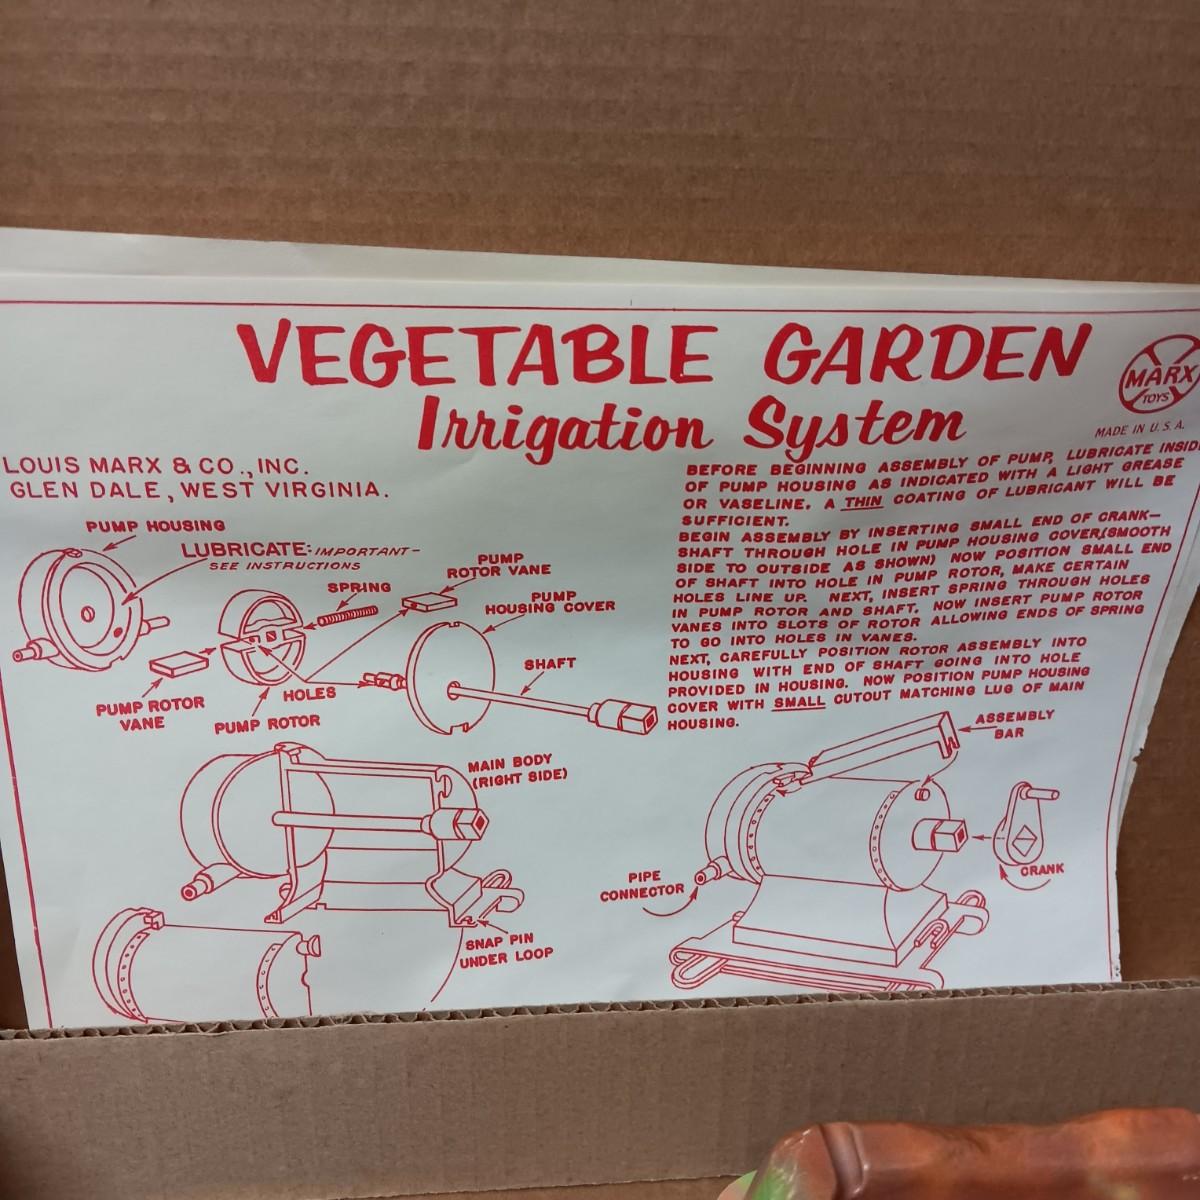 VEGETABLE GARDEN
Irrigation System
MARX
TOYS
MADE IN U.S.A.
LOUIS MARX & CO., INC.
GLEN DALE, WEST VIRGINIA.
BEFORE BEGINNING ASSEMBLY OF PUMP, LUBRICATE INSID
OF PUMP HOUSING AS INDICATED WITH A LIGHT GREASE
OR VASELINE. A THIN COATING OF LUBRICANT WILL BE
SUFFICIENT.
BEGIN ASSEMBLY BY INSERTING SMALL END OF CRANK-
SHAFT THROUGH HOLE IN PUMP HOUSING COVER(SMOOTH
SIDE TO OUTSIDE AS SHOWN) NOW POSITION SMALL END
OF SHAFT INTO HOLE IN PUMP ROTOR, MAKE CERTAIN
HOLES LINE UP. NEXT, INSERT SPRING THROUGH HOLES
IN PUMP ROTOR AND SHAFT. NOW INSERT PUMP ROTOR
VANES INTO SLOTS OF ROTOR ALLOWING ENDS OF SPRING
TO GO INTO HOLES IN VANES.
NEXT, CAREFULLY POSITION ROTOR ASSEMBLY INTO
HOUSING WITH END OF SHAFT GOING INTO HOLE
PROVIDED IN HOUSING. NOW POSITION PUMP HOUSING
COVER WITH SMALL CUTOUT MATCHING LUG OF MAIN
HOUSING.
PUMP HOUSING
LUBRICATE: IMPORTANT-
SEE INSTRUCTIONS
SPRING
PUMP
ROTOR VANE
PUMP
HOUSING COVER
SHAFT
HOLES
PUMP ROTOR
VANE
PUMP ROTOR
MAIN BODY
(RIGHT SIDE)
SNAP PIN
UNDER LOOP
ASSEMBLY
BAR
PIPE
CONNECTOR
CRANK